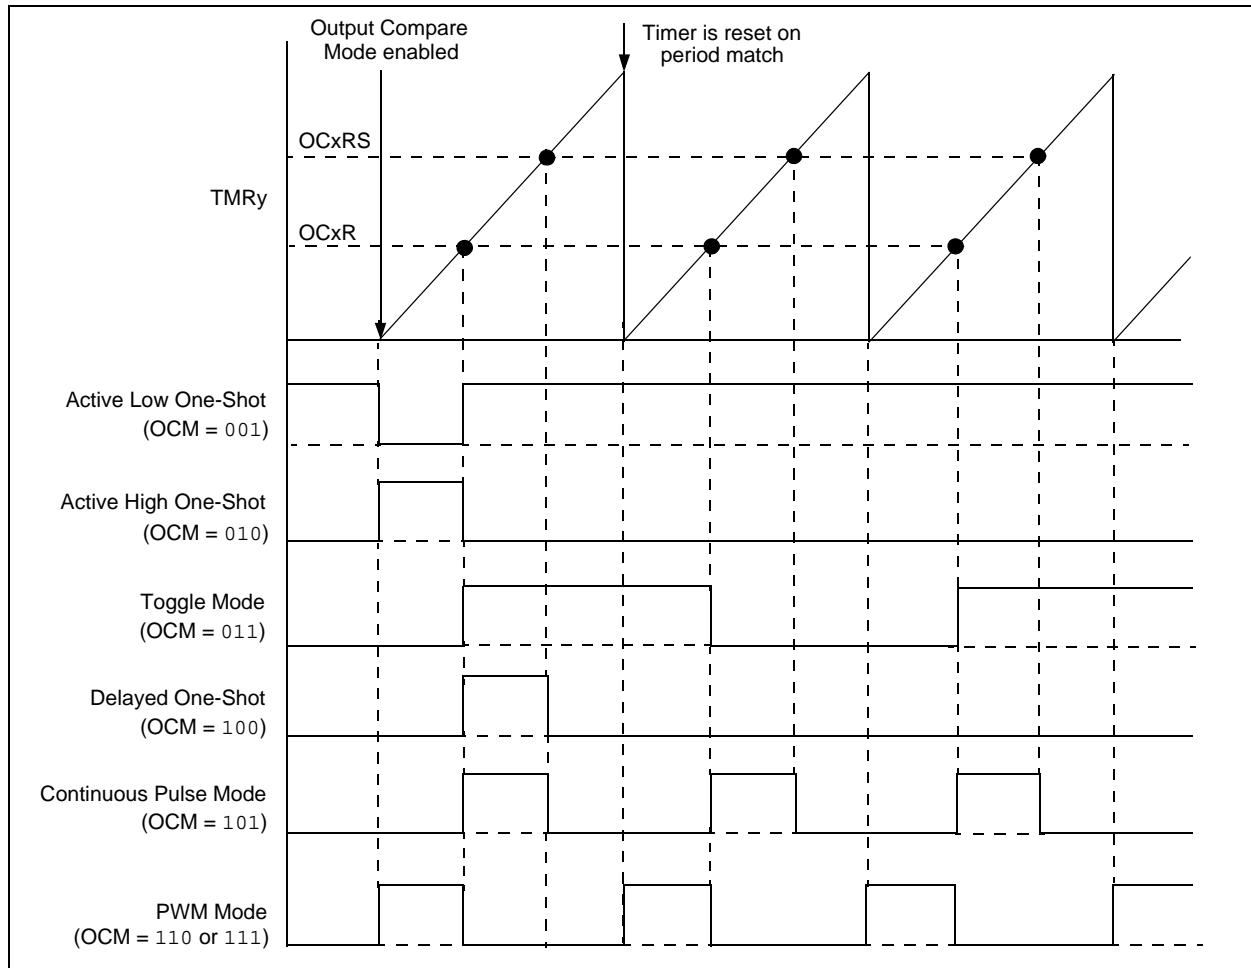 Output Compare
Mode enabled
Timer is reset on
period match
OCxRS
TMRy
OCxR
Active Low One-Shot
(OCM = 001)
Active High One-Shot
(OCM = 010)
Toggle Mode
(OCM = 011)
Delayed One-Shot
(OCM = 100)
Continuous Pulse Mode
(OCM = 101)
PWM Mode
(OCM = 110 or 111)